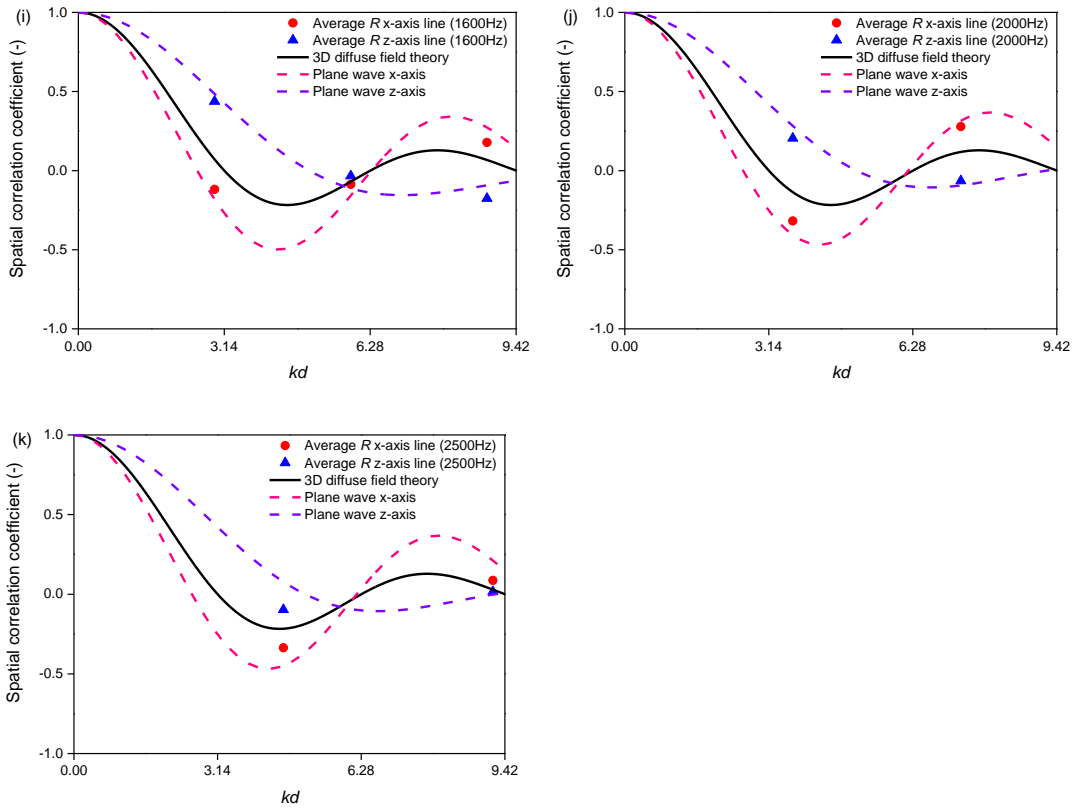 (i)
1.0
0.5
0.0
-0.5
-1.0
Spatial correlation coefficient (-)
Average R x-axis line (1600Hz)
Average R z-axis line (1600Hz)
3D diffuse field theory
Plane wave x-axis
Plane wave z-axis
0.00 3.14 6.28 9.42
kd
(j)
1.0
0.5
0.0
-0.5
-1.0
Spatial correlation coefficient (-)
Average R x-axis line (2000Hz)
Average R z-axis line (2000Hz)
3D diffuse field theory
Plane wave x-axis
Plane wave z-axis
0.00 3.14 6.28 9.42
kd
(k)
1.0
0.5
0.0
-0.5
-1.0
Spatial correlation coefficient (-)
Average R x-axis line (2500Hz)
Average R z-axis line (2500Hz)
3D diffuse field theory
Plane wave x-axis
Plane wave z-axis
0.00 3.14 6.28 9.42
kd